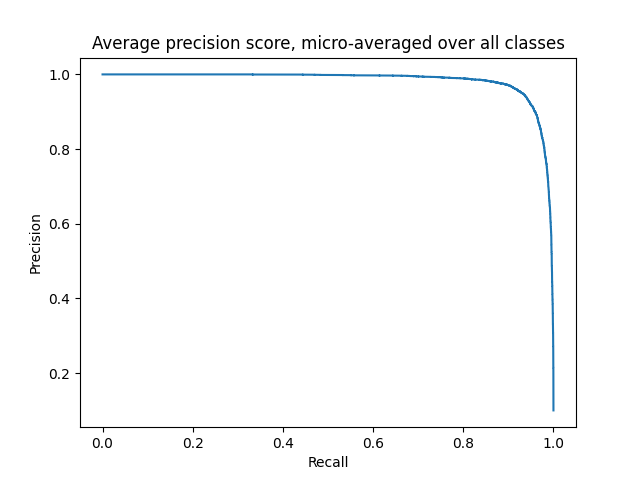 Average precision score, micro-averaged over all classes
1.0
0.8
0.6
0.4
0.2
Precision
0.0 0.2 0.4 0.6 0.8 1.0
Recall